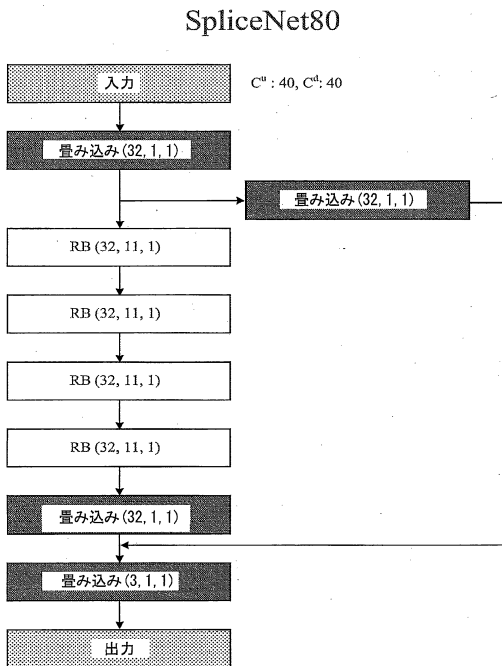 SpliceNet80
入力
Cᵘ : 40, Cᵈ: 40
畳み込み(32,1,1)
畳み込み(32,1,1)
RB (32, 11, 1)
RB (32, 11, 1)
RB (32, 11, 1)
RB (32, 11, 1)
畳み込み(32,1,1)
畳み込み(3,1,1)
出力